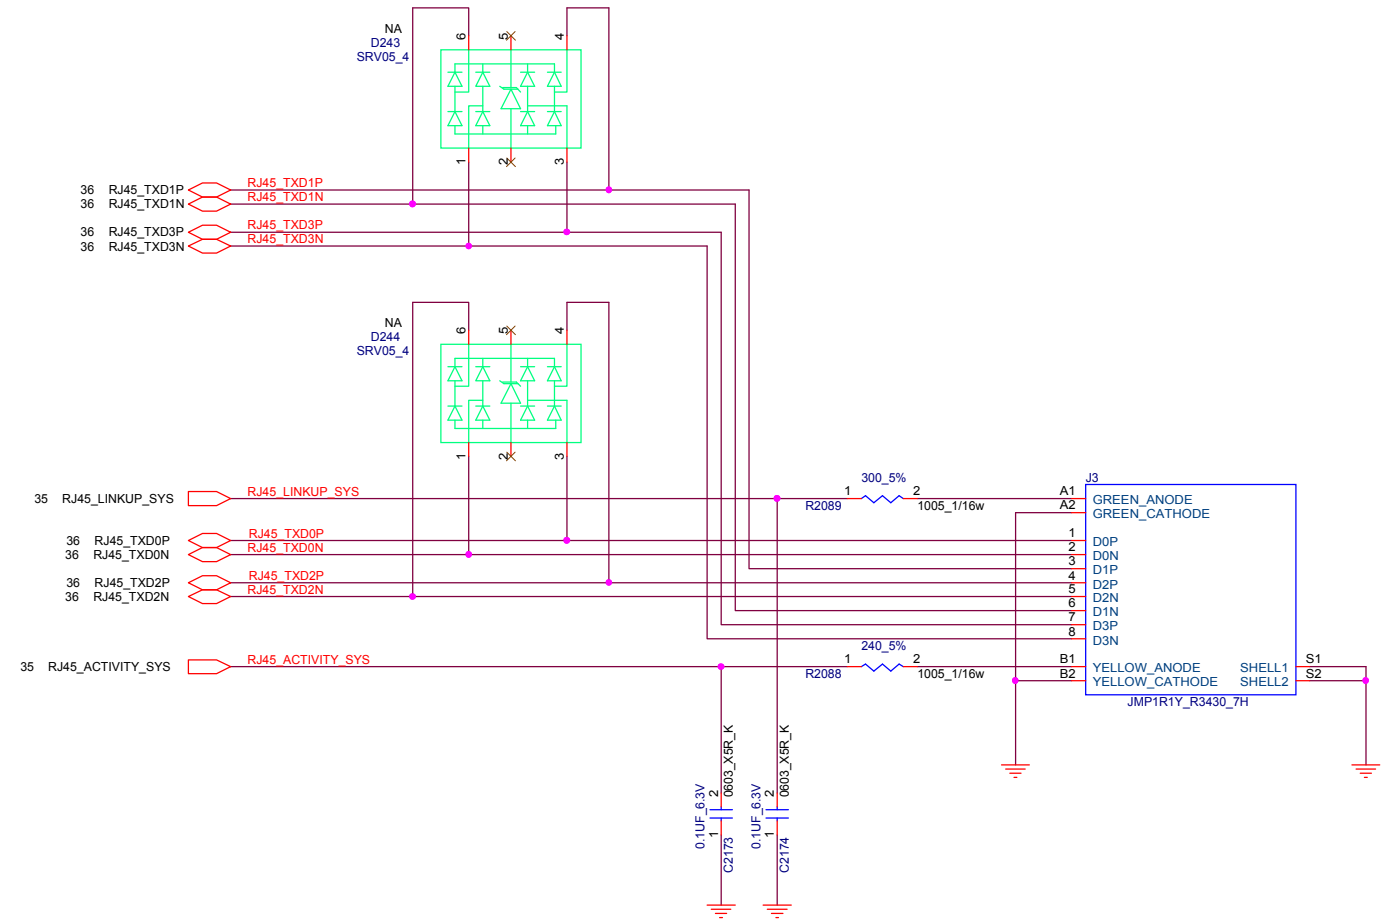 NA
D243
SRV05_4
6
5
4
1
2
3
36 RJ45_TXD1P
RJ45_TXD1P
36 RJ45_TXD1N
RJ45_TXD1N
36 RJ45_TXD3P
RJ45_TXD3P
36 RJ45_TXD3N
RJ45_TXD3N
NA
D244
SRV05_4
6
5
4
1
2
3
35 RJ45_LINKUP_SYS
RJ45_LINKUP_SYS
300_5%
1
2
R2089
1005_1/16w
36 RJ45_TXD0P
RJ45_TXD0P
36 RJ45_TXD0N
RJ45_TXD0N
36 RJ45_TXD2P
RJ45_TXD2P
36 RJ45_TXD2N
RJ45_TXD2N
35 RJ45_ACTIVITY_SYS
RJ45_ACTIVITY_SYS
240_5%
1
2
R2088
1005_1/16w
J3
A1 GREEN_ANODE
A2 GREEN_CATHODE
1 D0P
2 D0N
3 D1P
4 D2P
5 D2N
6 D1N
7 D3P
8 D3N
B1 YELLOW_ANODE
SHELL1 S1
B2 YELLOW_CATHODE
SHELL2 S2
JMP1R1Y_R3430_7H
0.1UF_6.3V
2
1
0603_X5R_K
C2173
0.1UF_6.3V
2
1
0603_X5R_K
C2174